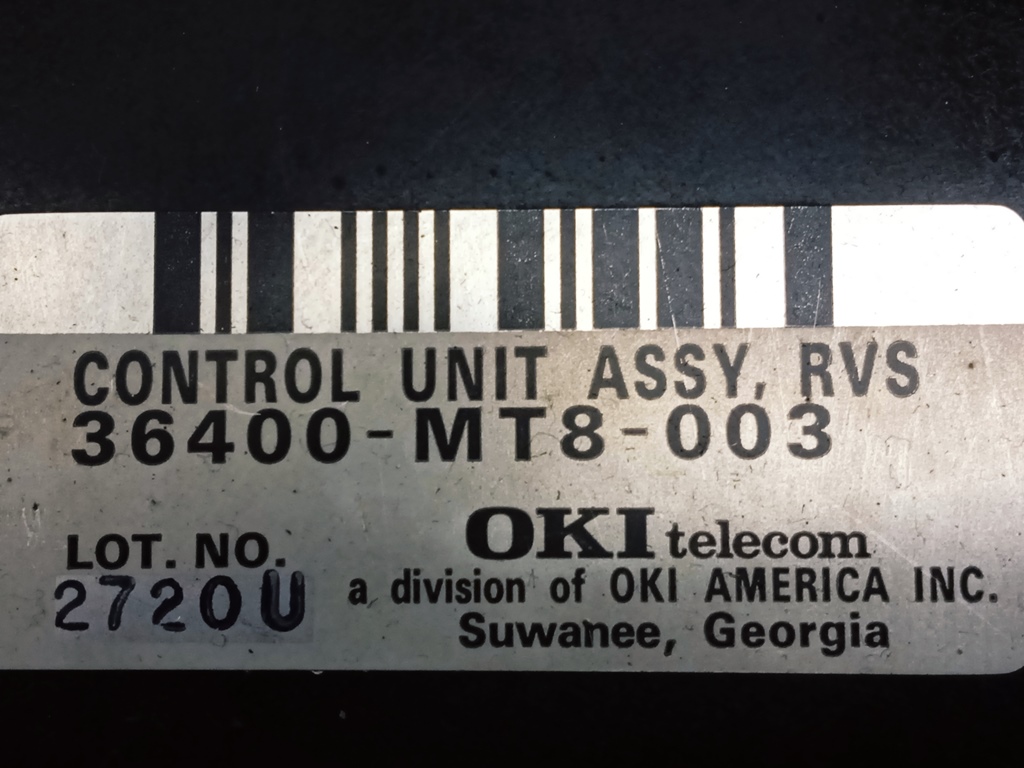 CONTROL UNIT ASSY, RVS
36400-MT8-003
LOT. NO.
2720U
OKI telecom
a division of OKI AMERICA INC.
Suwanee, Georgia